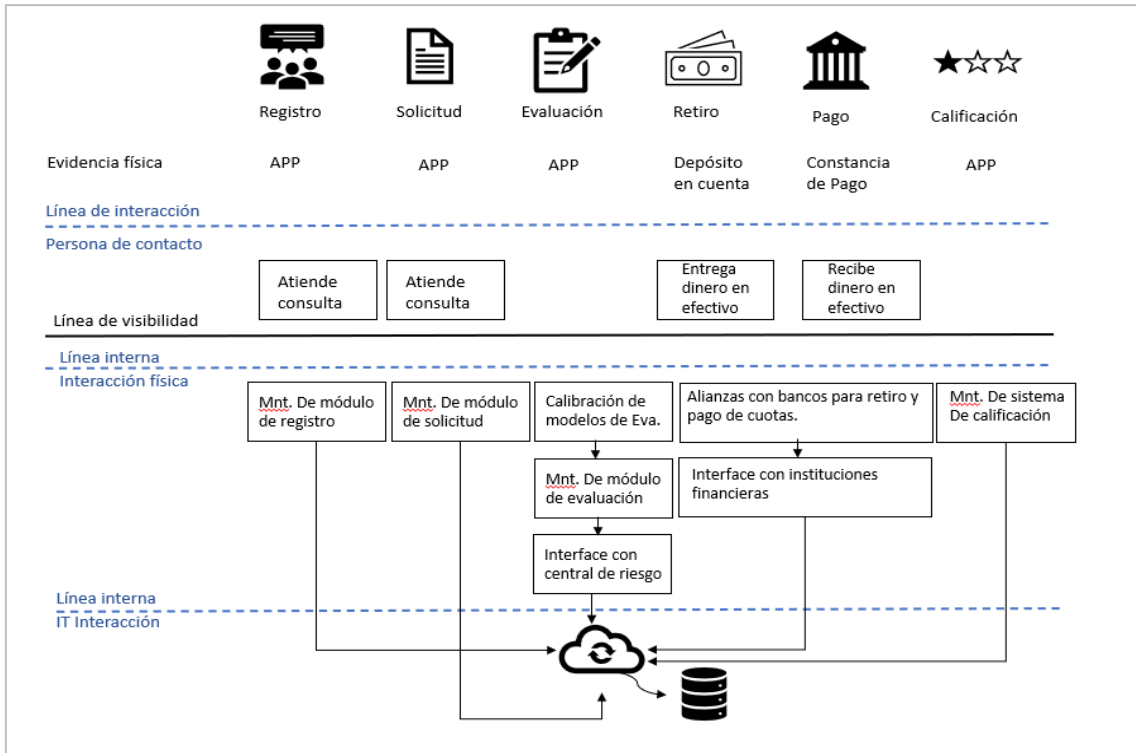 Registro
Solicitud
Evaluación
Retiro
Pago
Calificación
Evidencia física
APP
APP
APP
Depósito
en cuenta
Constancia
de Pago
APP
Línea de interacción
Persona de contacto
Atiende
consulta
Atiende
consulta
Entrega
dinero en
efectivo
Recibe
dinero en
efectivo
Línea de visibilidad
Línea interna
Interacción física
Mnt. De módulo
de registro
Mnt. De módulo
de solicitud
Calibración de
modelos de Eva.
Alianzas con bancos para retiro y
pago de cuotas.
Mnt. De sistema
De calificación
Mnt. De módulo
de evaluación
Interface con instituciones
financieras
Interface con
central de riesgo
Línea interna
IT Interacción